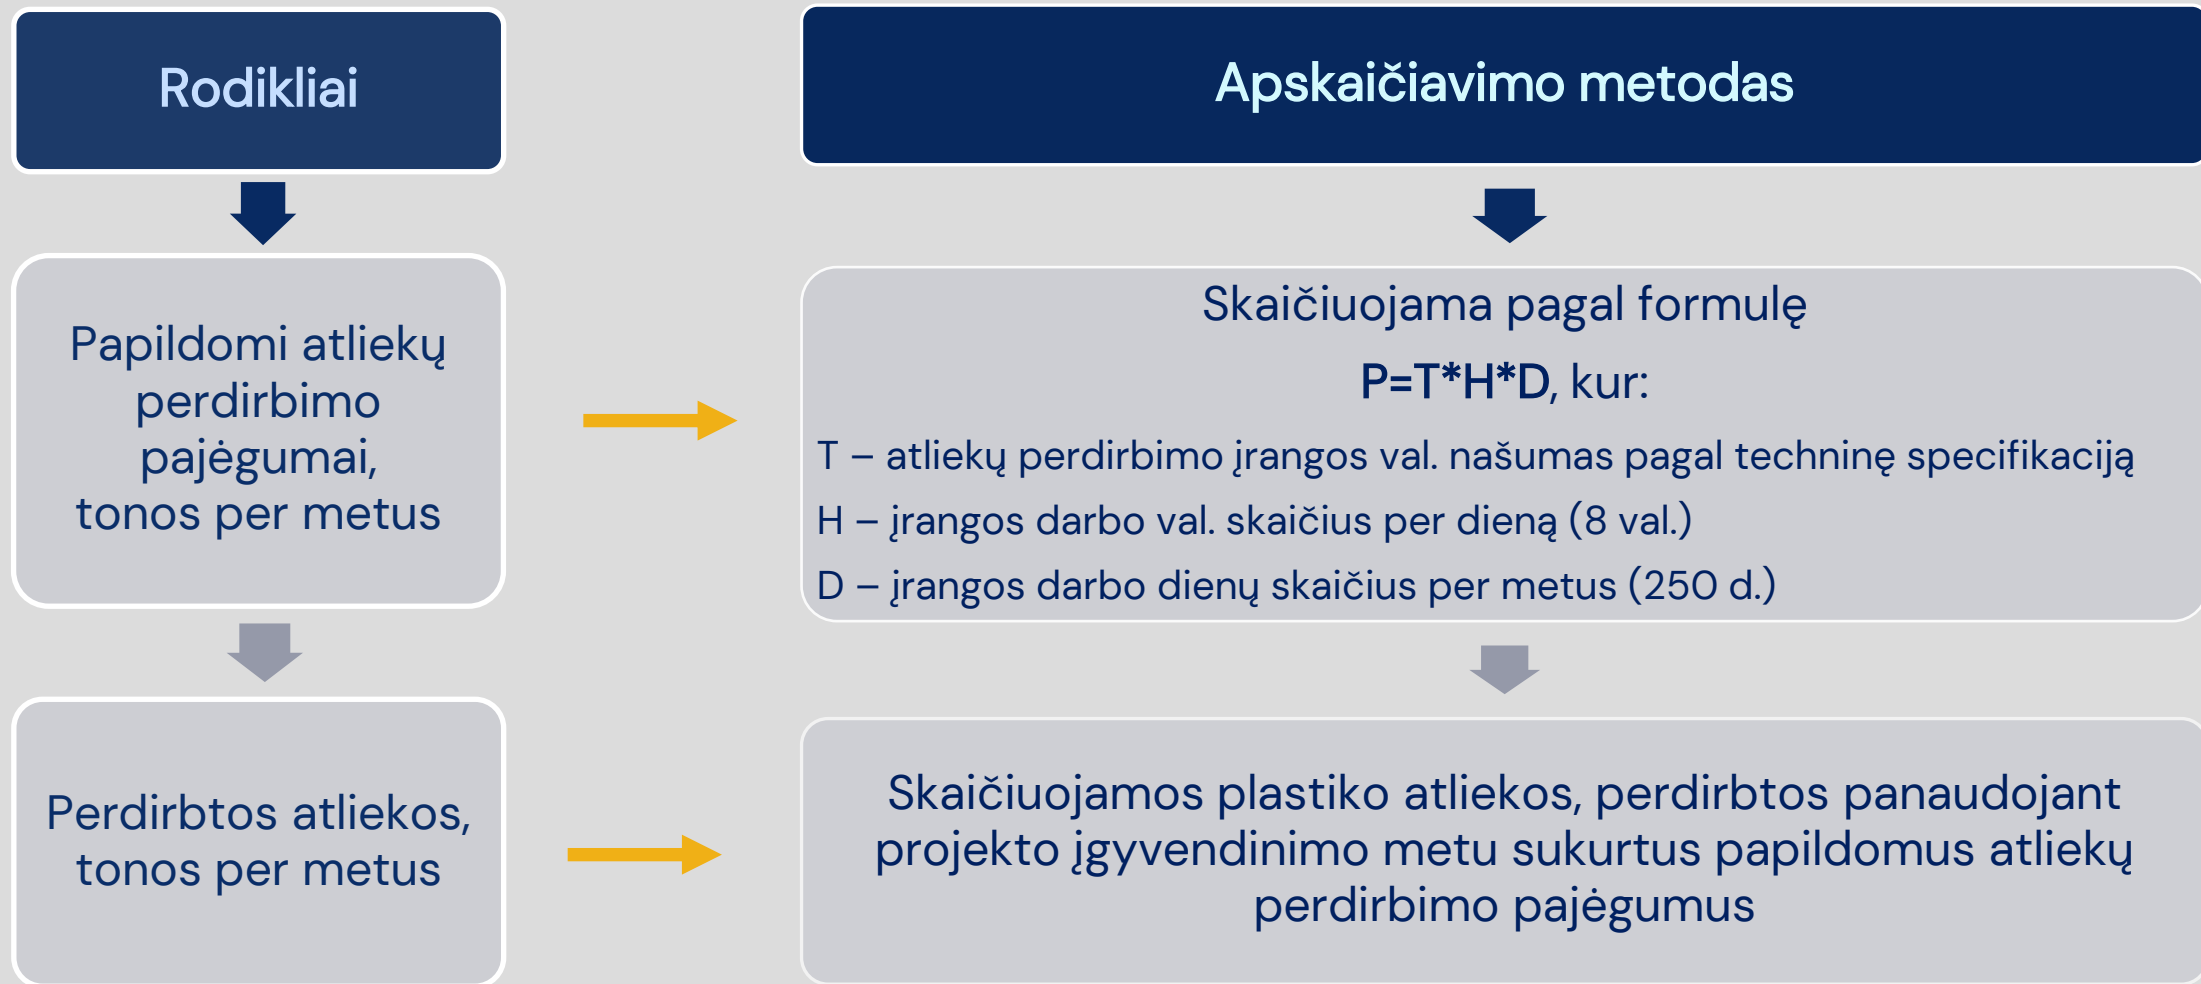 Rodikliai
Apskaičiavimo metodas
Papildomi atliekų
perdirbimo
pajėgumai,
tonos per metus
Skaičiuojama pagal formulę
P=T*H*D, kur:
T – atliekų perdirbimo įrangos val. našumas pagal techninę specifikaciją
H – įrangos darbo val. skaičius per dieną (8 val.)
D – įrangos darbo dienų skaičius per metus (250 d.)
Perdirbtos atliekos,
tonos per metus
Skaičiuojamos plastiko atliekos, perdirbtos panaudojant
projekto įgyvendinimo metu sukurtus papildomus atliekų
perdirbimo pajėgumus